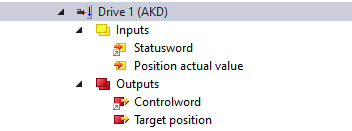 Drive 1 (AKD)
Inputs
Statusword
Position actual value
Outputs
Controlword
Target position